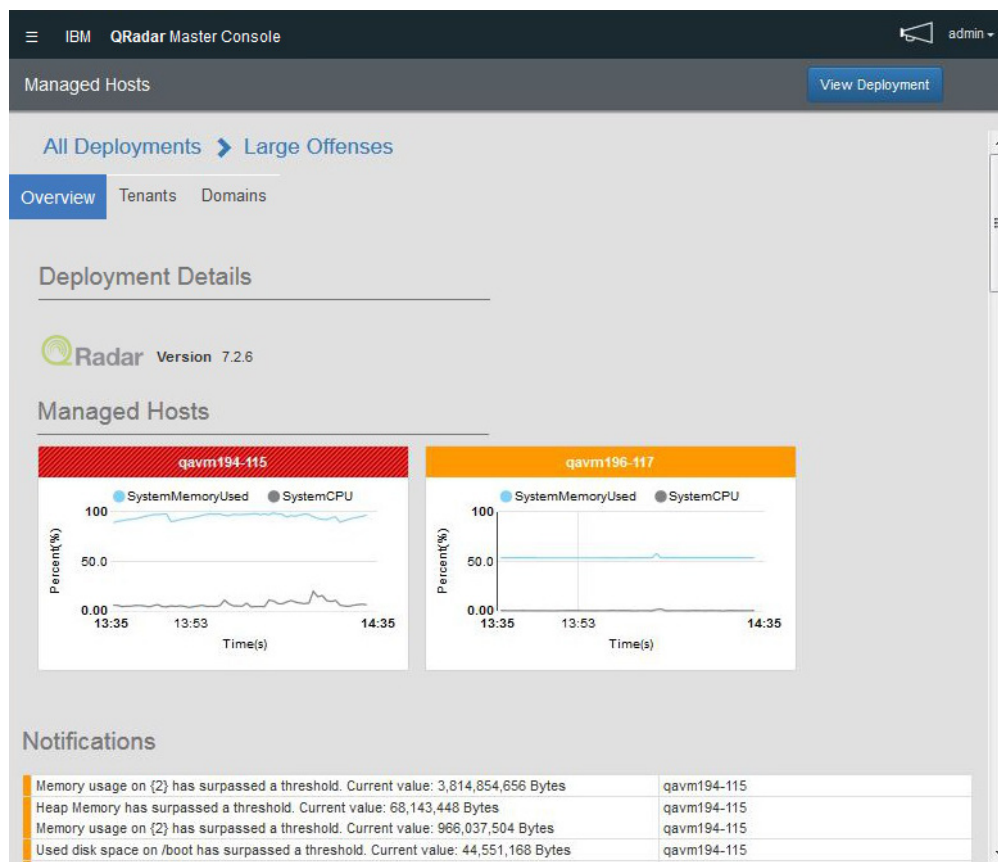 ☰ IBM QRadar Master Console admin
Managed Hosts View Deployment
All Deployments Large Offenses
Overview Tenants Domains
Deployment Details
QRadar Version 7.2.6
Managed Hosts
qavm194-115
SystemMemoryUsed SystemCPU
100
50.0
0.00
Percent(%)
13:35 13:53 14:35
Time(s)
qavm196-117
SystemMemoryUsed SystemCPU
100
50.0
0.00
Percent(%)
13:35 13:53 14:35
Time(s)
Notifications
Memory usage on {2} has surpassed a threshold. Current value: 3,814,854,656 Bytes qavm194-115
Heap Memory has surpassed a threshold. Current value: 68,143,448 Bytes qavm194-115
Memory usage on {2} has surpassed a threshold. Current value: 966,037,504 Bytes qavm194-115
Used disk space on /boot has surpassed a threshold. Current value: 44,551,168 Bytes qavm194-115